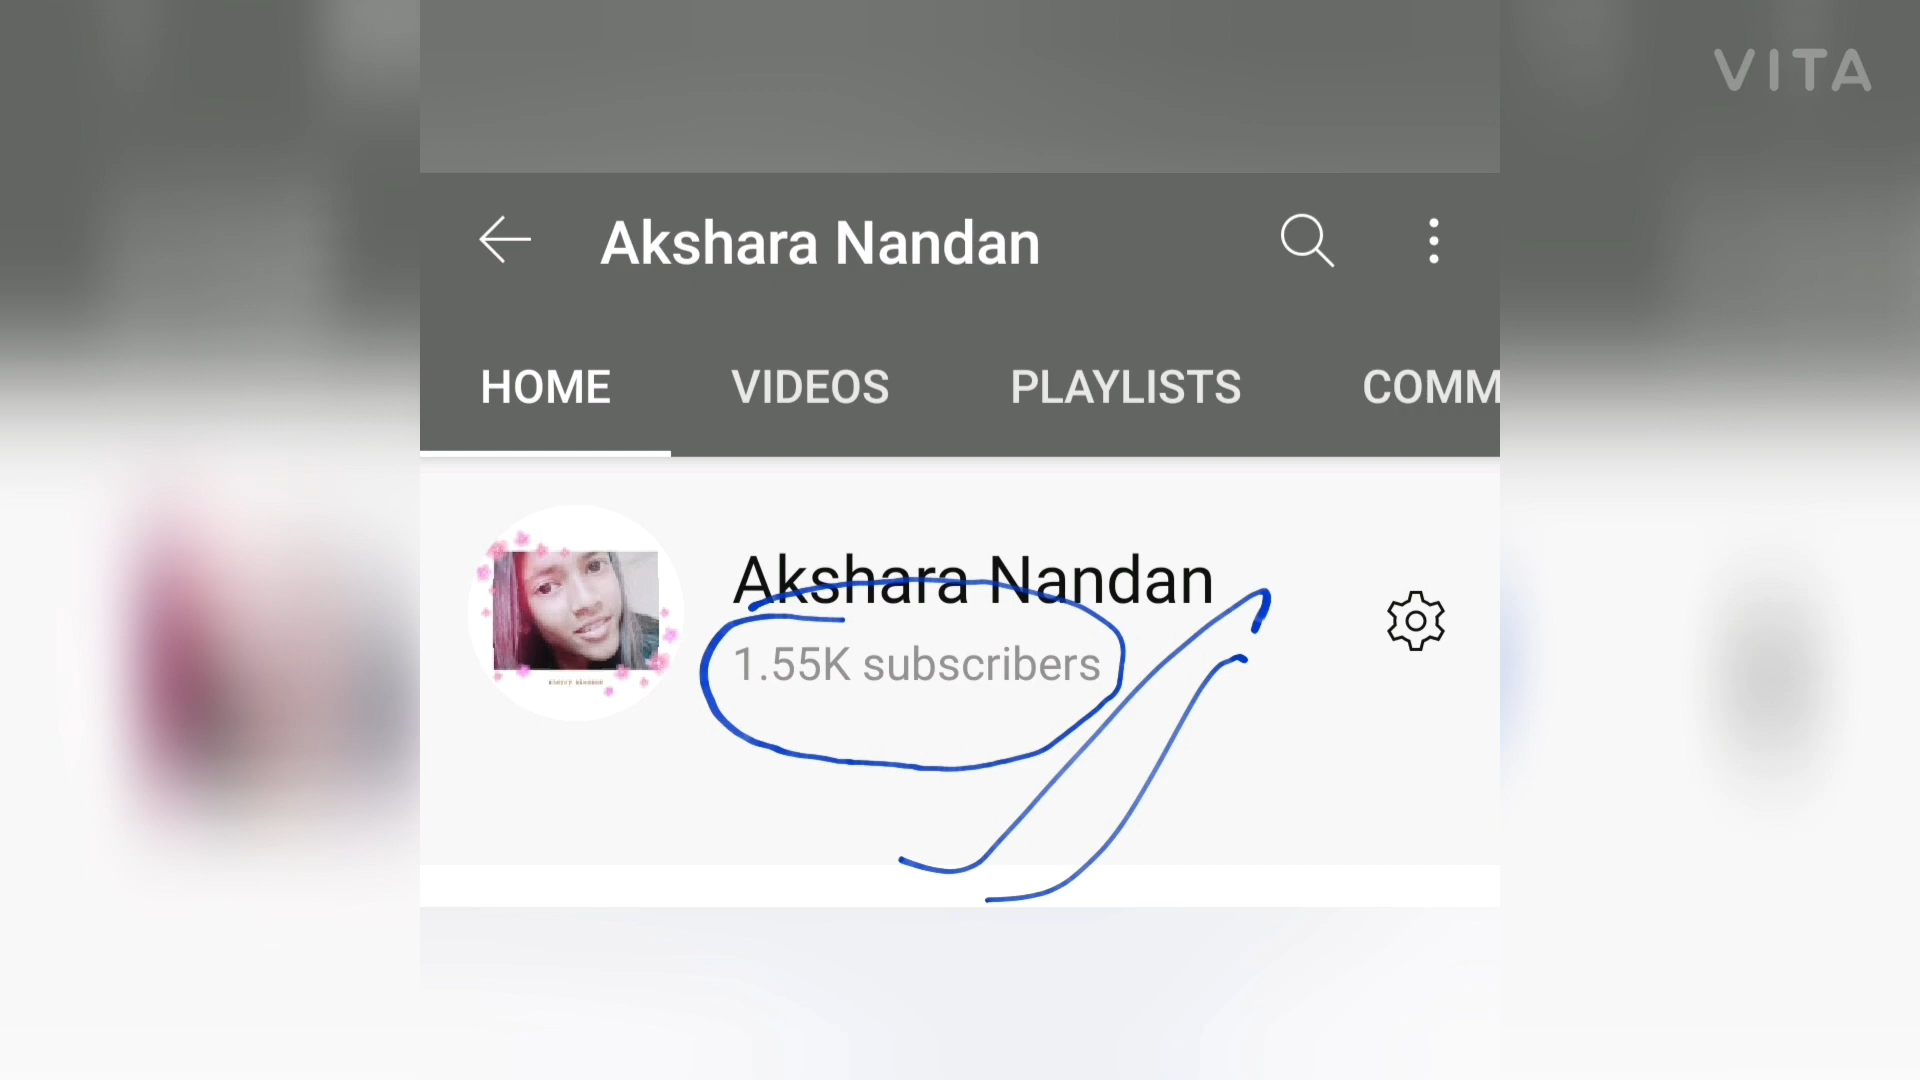 VITA
Akshara Nandan
HOME VIDEOS PLAYLISTS COMM
Akshara Nandan
1.55K subscribers